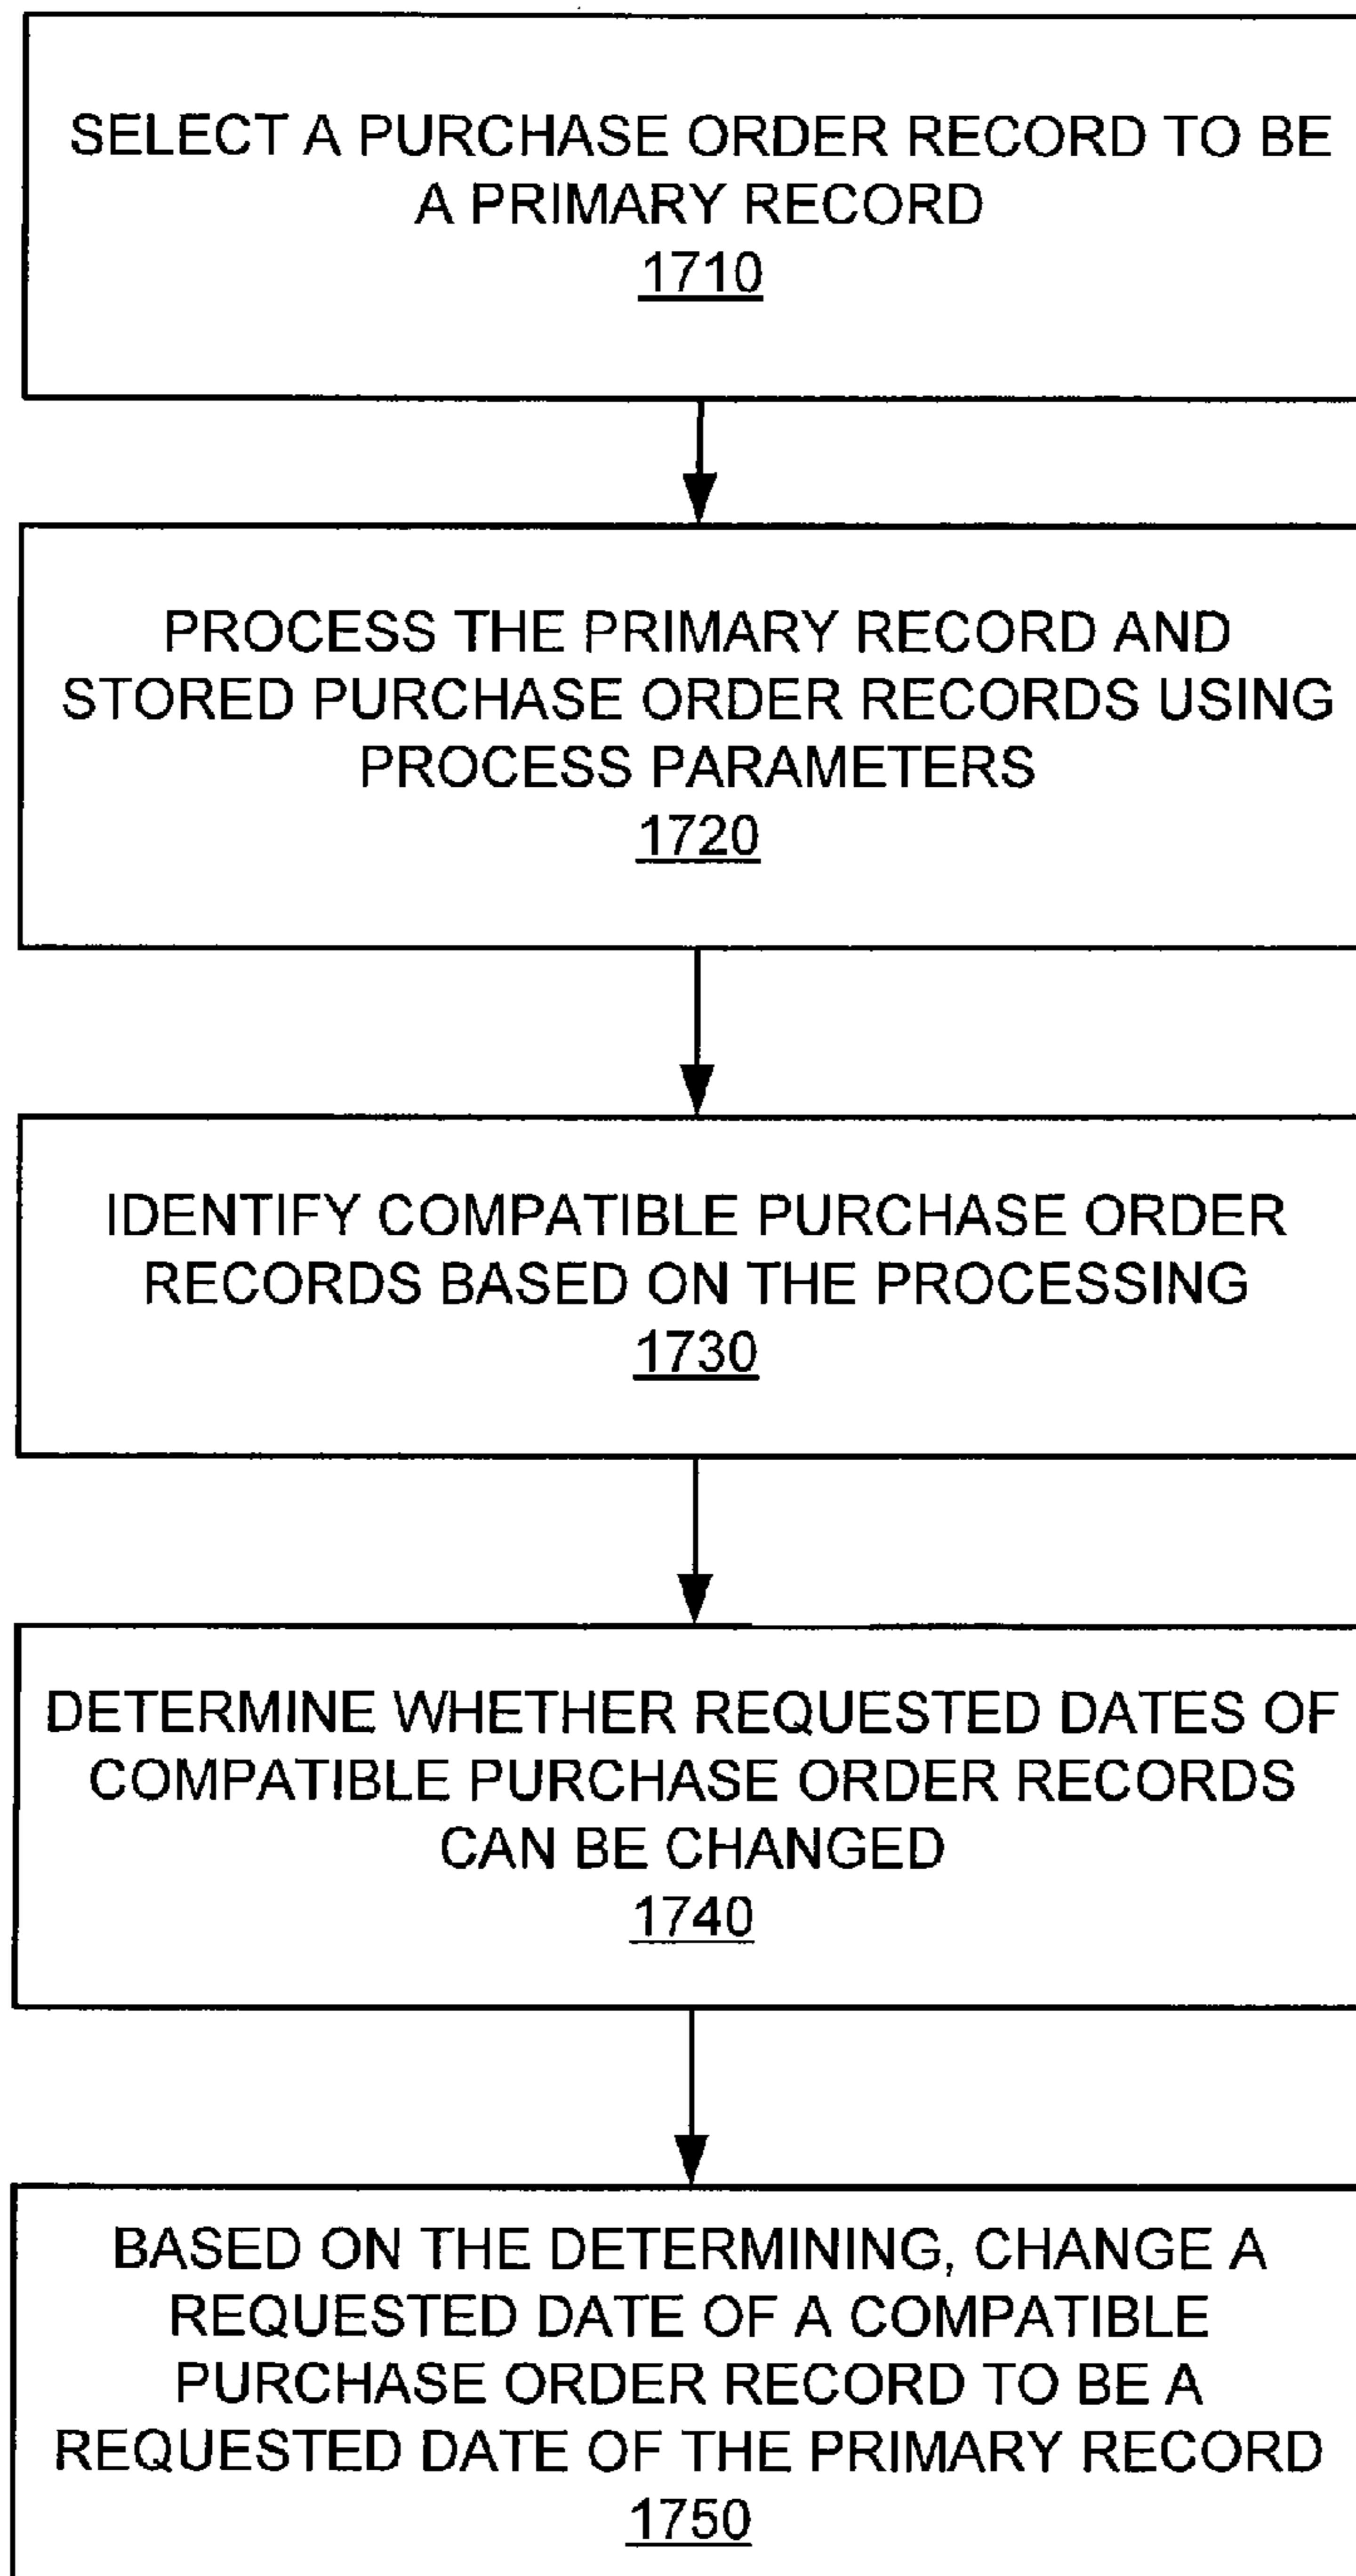 SELECT A PURCHASE ORDER RECORD TO BE
A PRIMARY RECORD
1710
PROCESS THE PRIMARY RECORD AND
STORED PURCHASE ORDER RECORDS USING
PROCESS PARAMETERS
1720
IDENTIFY COMPATIBLE PURCHASE ORDER
RECORDS BASED ON THE PROCESSING
1730
DETERMINE WHETHER REQUESTED DATES OF
COMPATIBLE PURCHASE ORDER RECORDS
CAN BE CHANGED
1740
BASED ON THE DETERMINING, CHANGE A
REQUESTED DATE OF A COMPATIBLE
PURCHASE ORDER RECORD TO BE A
REQUESTED DATE OF THE PRIMARY RECORD
1750